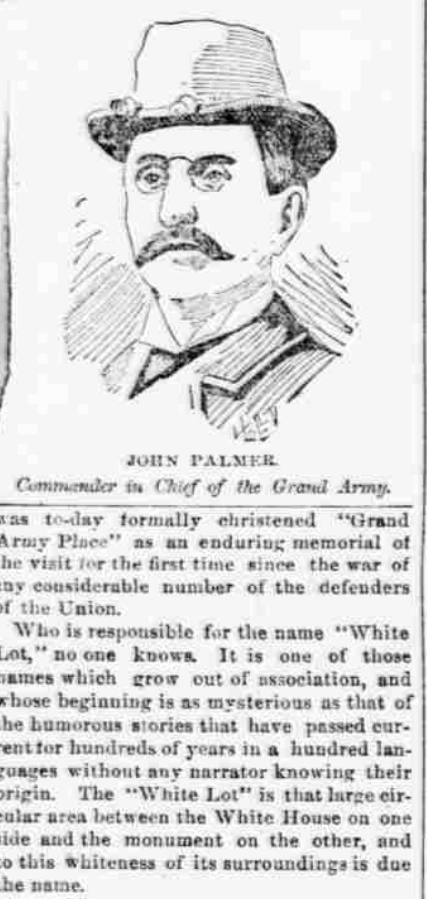 JOHN PALMER.
Commander in Chief of the Grand Army.
was to-day formally christened "Grand
Army Place" as an enduring memorial of
the visit for the first time since the war of
any considerable number of the defenders
of the Union.
Who is responsible for the name "White
Lot," no one knows. It is one of those
names which grow out of association, and
whose beginning is as mysterious as that of
the humorous stories that have passed cur-
rent for hundreds of years in a hundred lan-
guages without any narrator knowing their
origin. The "White Lot" is that large cir-
cular area between the White House on one
side and the monument on the other, and
to this whiteness of its surroundings is due
the name.